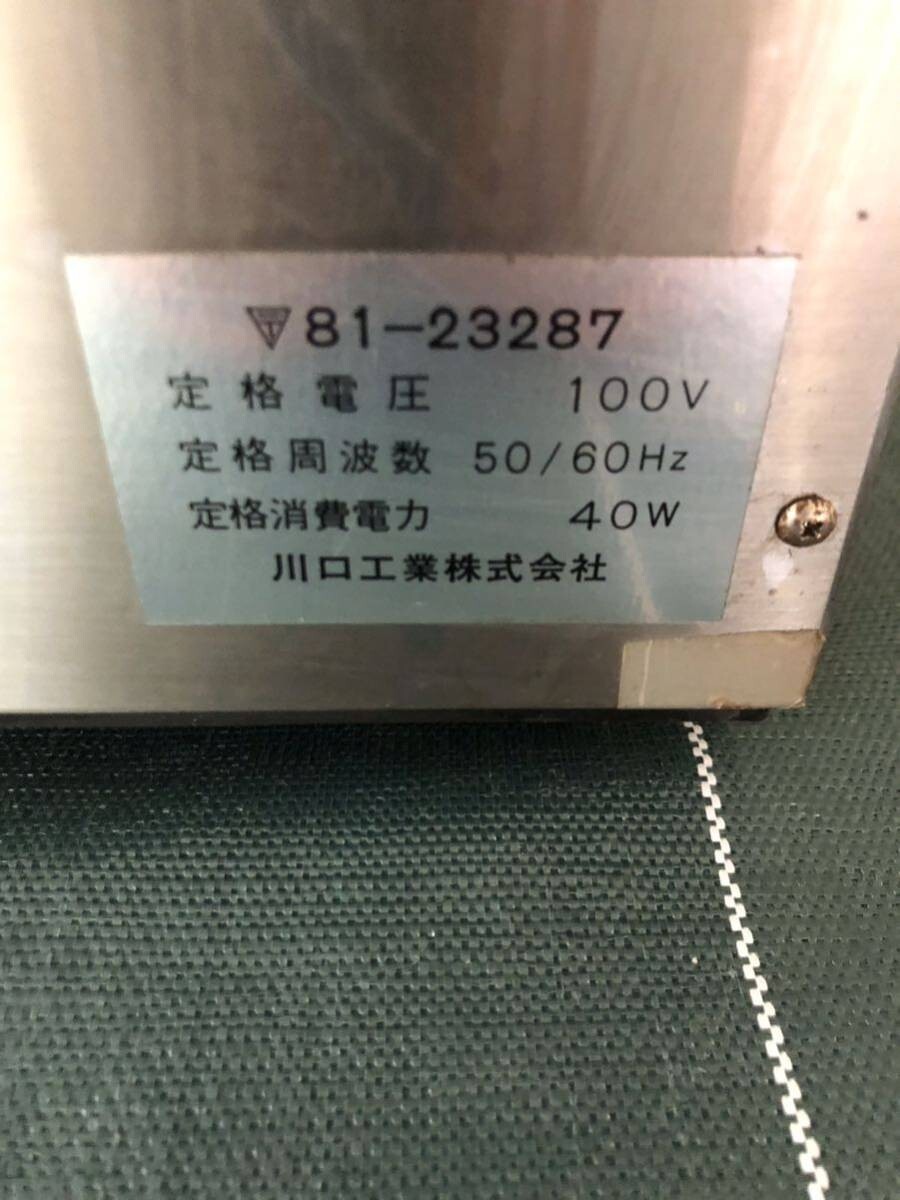 81-23287
定格電圧 100V
定格周波数 50/60Hz
定格消費電力 40W
川口工業株式会社